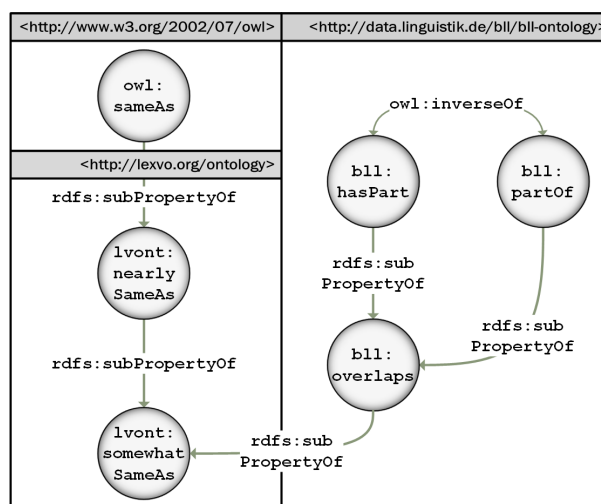 <http://www.w3.org/2002/07/owl>
owl:
sameAs
<http://lexvo.org/ontology>
rdfs:subPropertyOf
lvont:
nearly
SameAs
rdfs:subPropertyOf
lvont:
somewhat
SameAs
<http://data.linguistik.de/bll/bll-ontology>
owl:inverseOf
bll:
hasPart
bll:
partOf
rdfs:sub
PropertyOf
rdfs:sub
PropertyOf
bll:
overlaps
rdfs:sub
PropertyOf